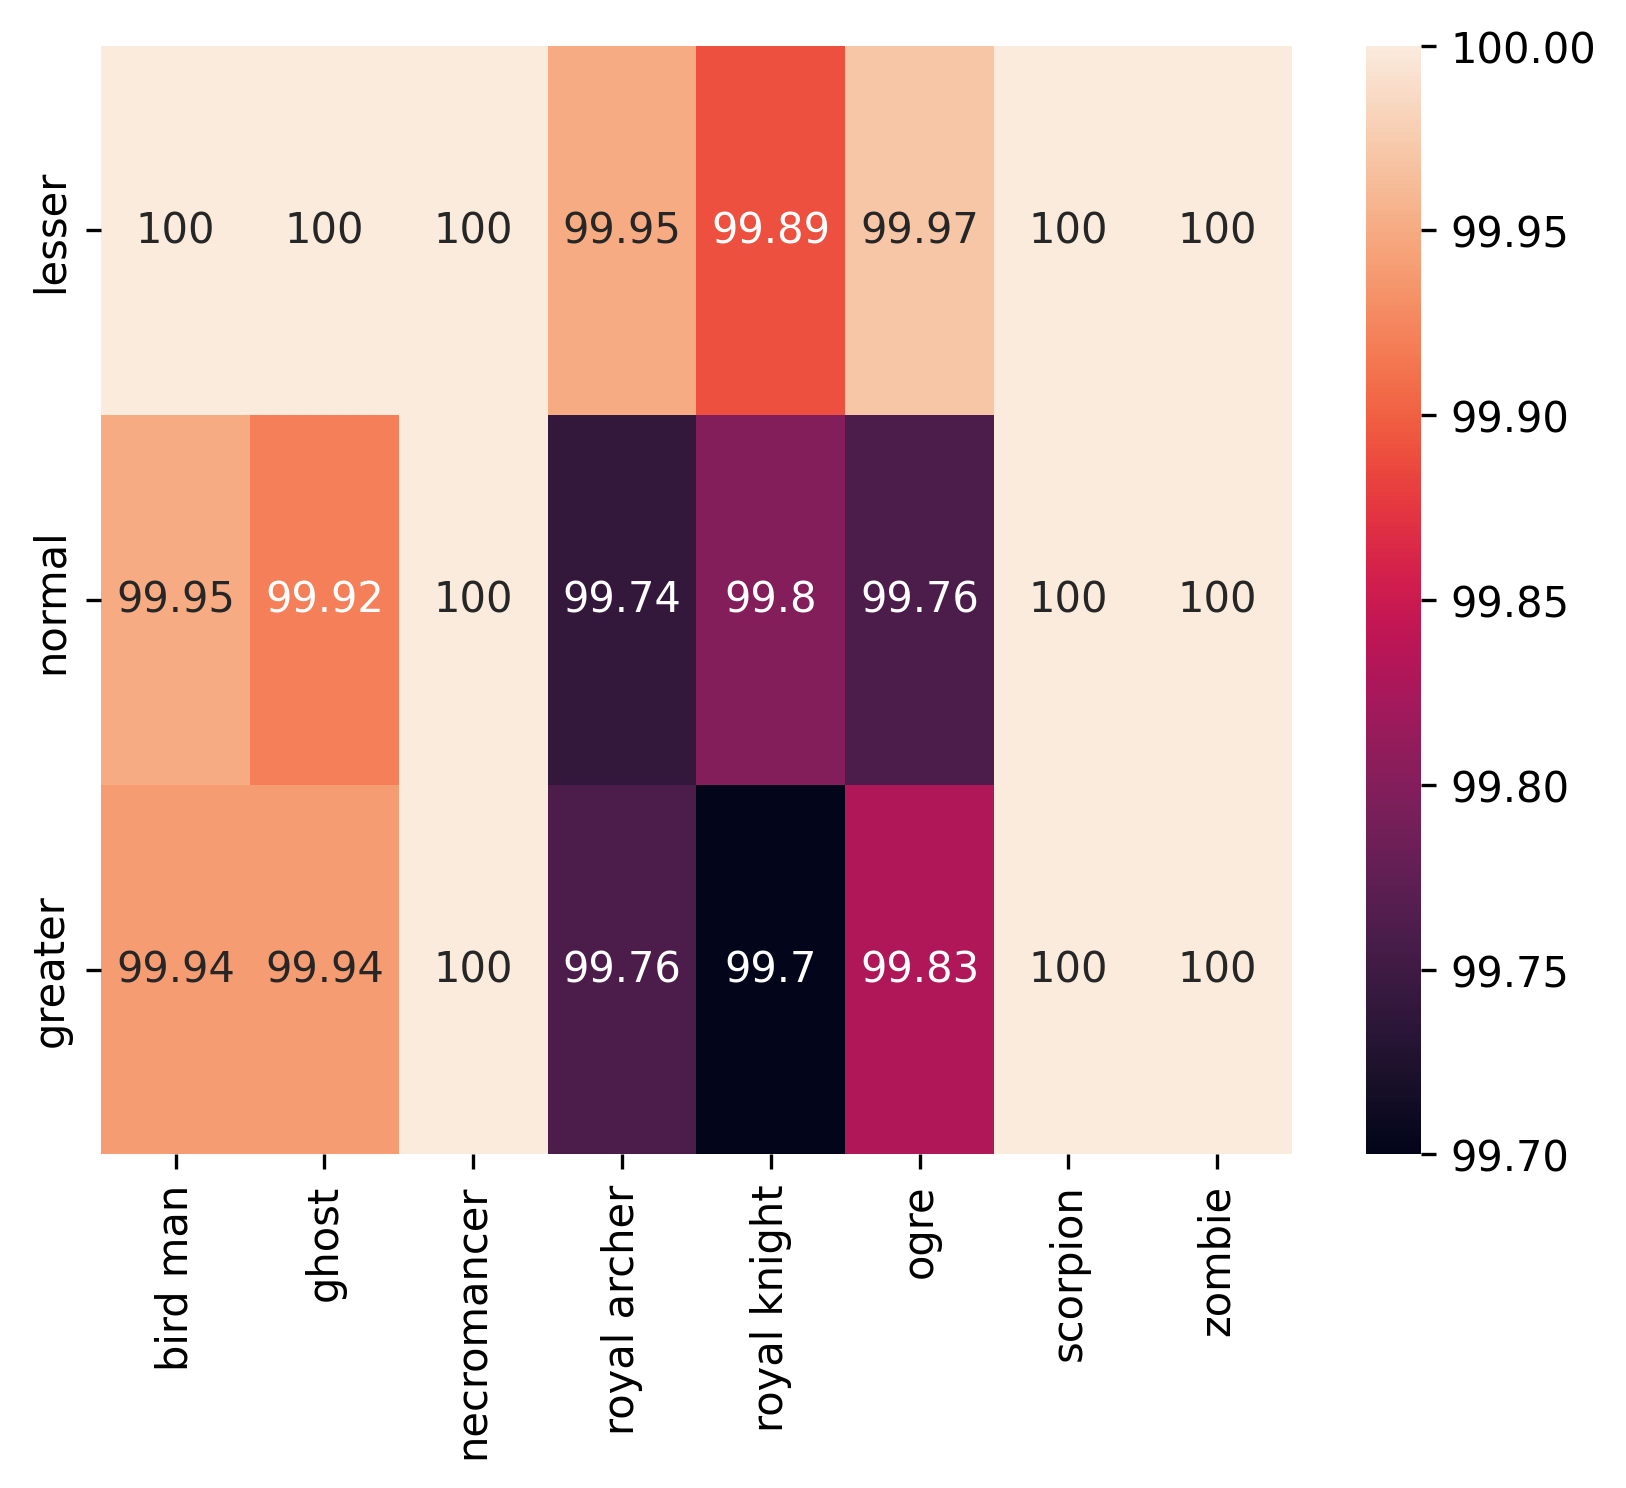 lesser 100 100 100 99.95 99.89 99.97 100 100
normal 99.95 99.92 100 99.74 99.8 99.76 100 100
greater 99.94 99.94 100 99.76 99.7 99.83 100 100
bird man
ghost
necromancer
royal archer
royal knight
ogre
scorpion
zombie
100.00
99.95
99.90
99.85
99.80
99.75
99.70